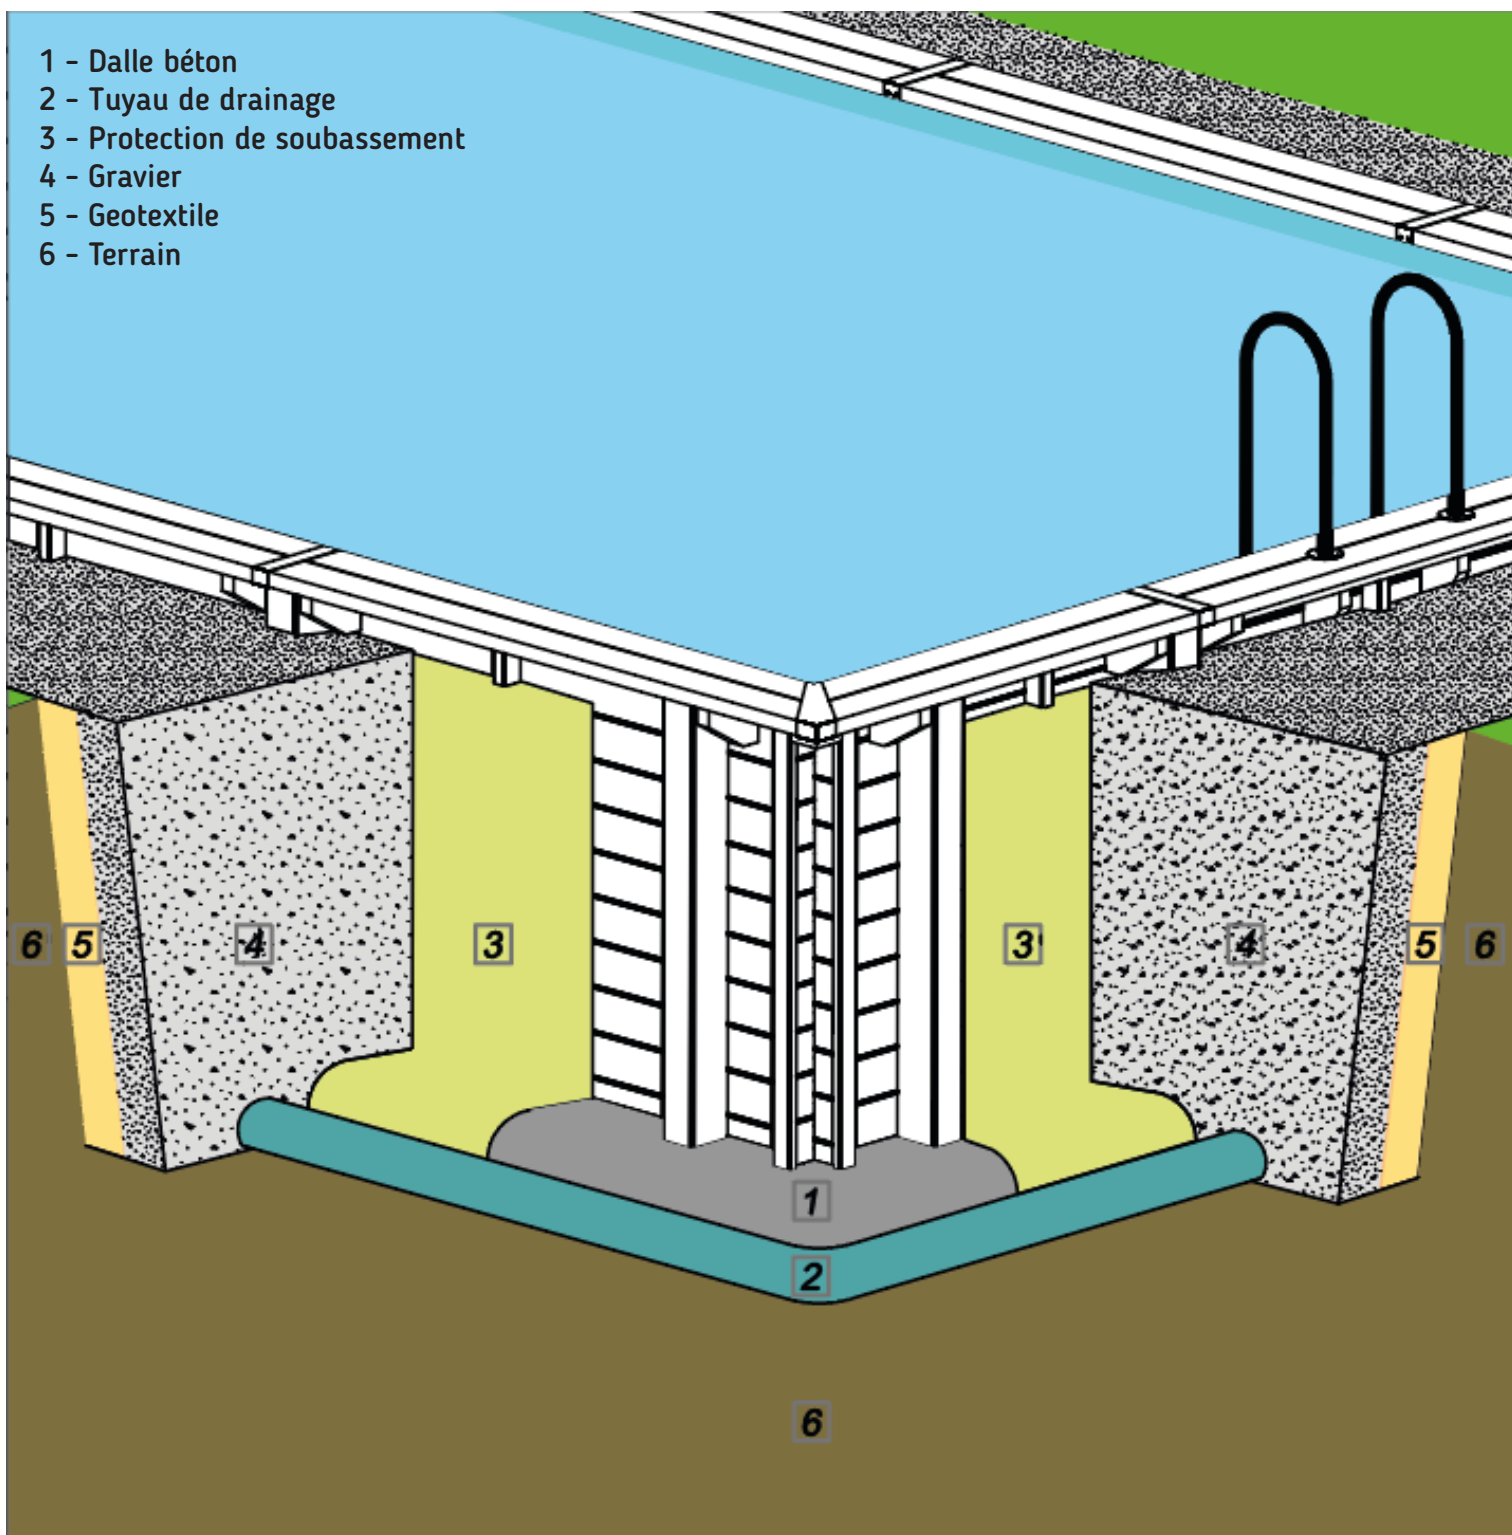 1 - Dalle béton
2 - Tuyau de drainage
3 - Protection de soubassement
4 - Gravier
5 - Geotextile
6 - Terrain
6 5 4 3 3 4 5 6
1
2
6